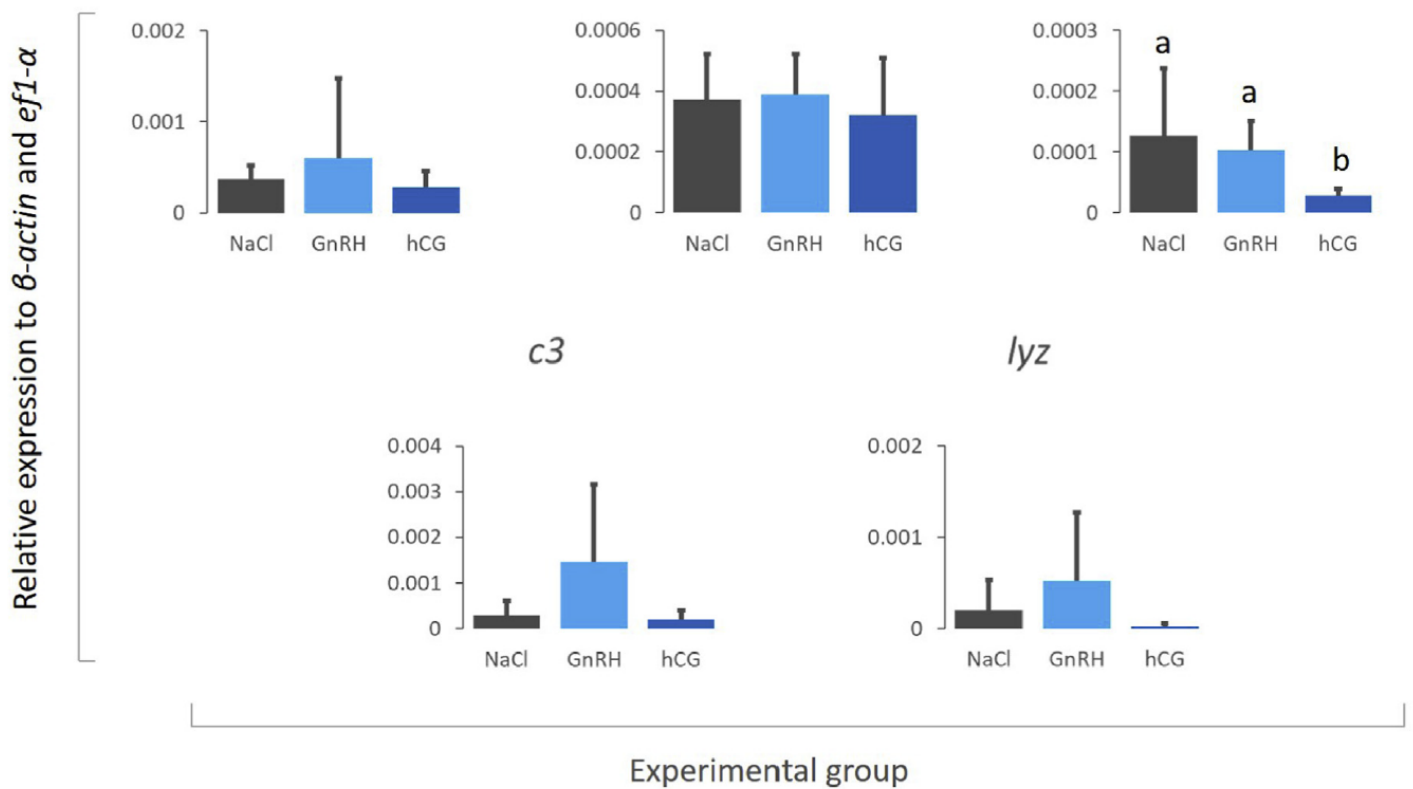 Relative expression to β-actin and ef1-α
0.002
0.001
0
NaCl GnRH hCG
0.0006
0.0004
0.0002
0
NaCl GnRH hCG
0.0003
0.0002
0.0001
0
a
a
b
NaCl GnRH hCG
c3
0.004
0.003
0.002
0.001
0
NaCl GnRH hCG
lyz
0.002
0.001
0
NaCl GnRH hCG
Experimental group